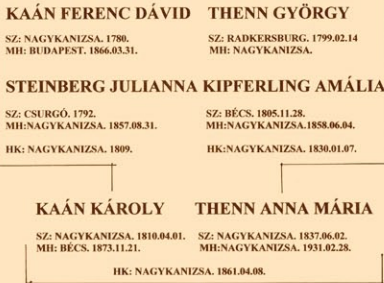 KAÁN FERENC DÁVID THENN GYÖRGY
SZ: NAGYKANIZSA. 1780. SZ: RADKERSBURG. 1799.02.14
MH: BUDAPEST. 1866.03.31. MH: NAGYKANIZSA.
STEINBERG JULIANNA KIPFERLING AMÁLIA
SZ: CSURGÓ. 1792. SZ: BÉCS. 1805.11.28.
MH:NAGYKANIZSA. 1857.08.31. MH:NAGYKANIZSA.1858.06.04.
HK: NAGYKANIZSA. 1809. HK:NAGYKANIZSA. 1830.01.07.
KAÁN KÁROLY THENN ANNA MÁRIA
SZ: NAGYKANIZSA. 1810.04.01. SZ: NAGYKANIZSA. 1837.06.02.
MH: BÉCS. 1873.11.21. MH:NAGYKANIZSA. 1931.02.28.
HK: NAGYKANIZSA. 1861.04.08.